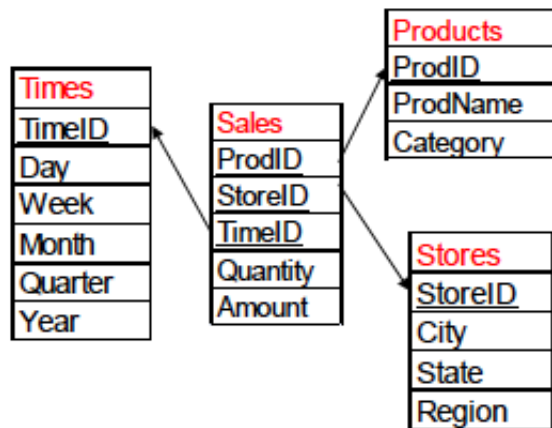 Times
TimeID
Day
Week
Month
Quarter
Year
Sales
ProdID
StoreID
TimeID
Quantity
Amount
Products
ProdID
ProdName
Category
Stores
StoreID
City
State
Region